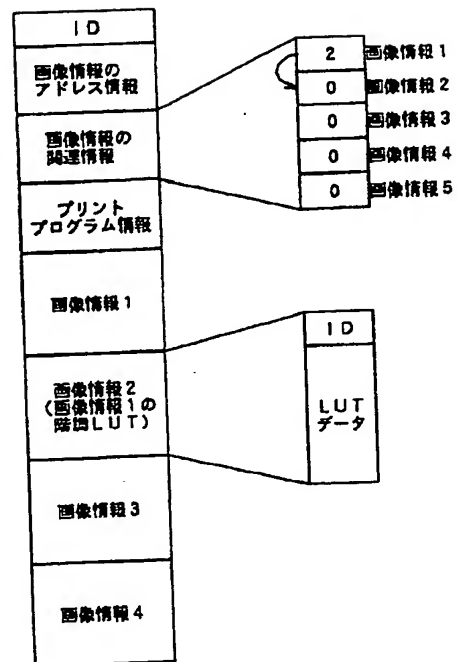 ID
画像情報の
アドレス情報
画像情報の
関連情報
プリント
プログラム情報
画像情報1
画像情報2
(画像情報1の
階調LUT)
画像情報3
画像情報4
2 画像情報1
0 画像情報2
0 画像情報3
0 画像情報4
0 画像情報5
ID
LUT
データ